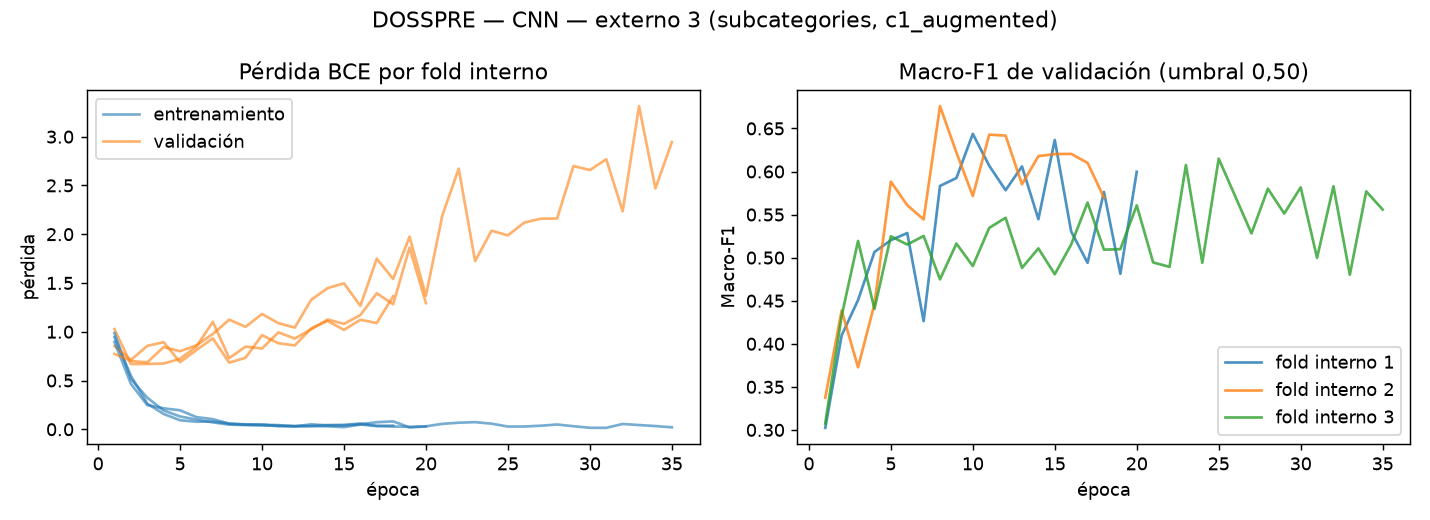 DOSSPRE — CNN — externo 3 (subcategories, c1_augmented)
Pérdida BCE por fold interno
pérdida
3.0
2.5
2.0
1.5
1.0
0.5
0.0
entrenamiento
validación
0 5 10 15 20 25 30 35
época
Macro-F1 de validación (umbral 0,50)
Macro-F1
0.65
0.60
0.55
0.50
0.45
0.40
0.35
0.30
fold interno 1
fold interno 2
fold interno 3
0 5 10 15 20 25 30 35
época